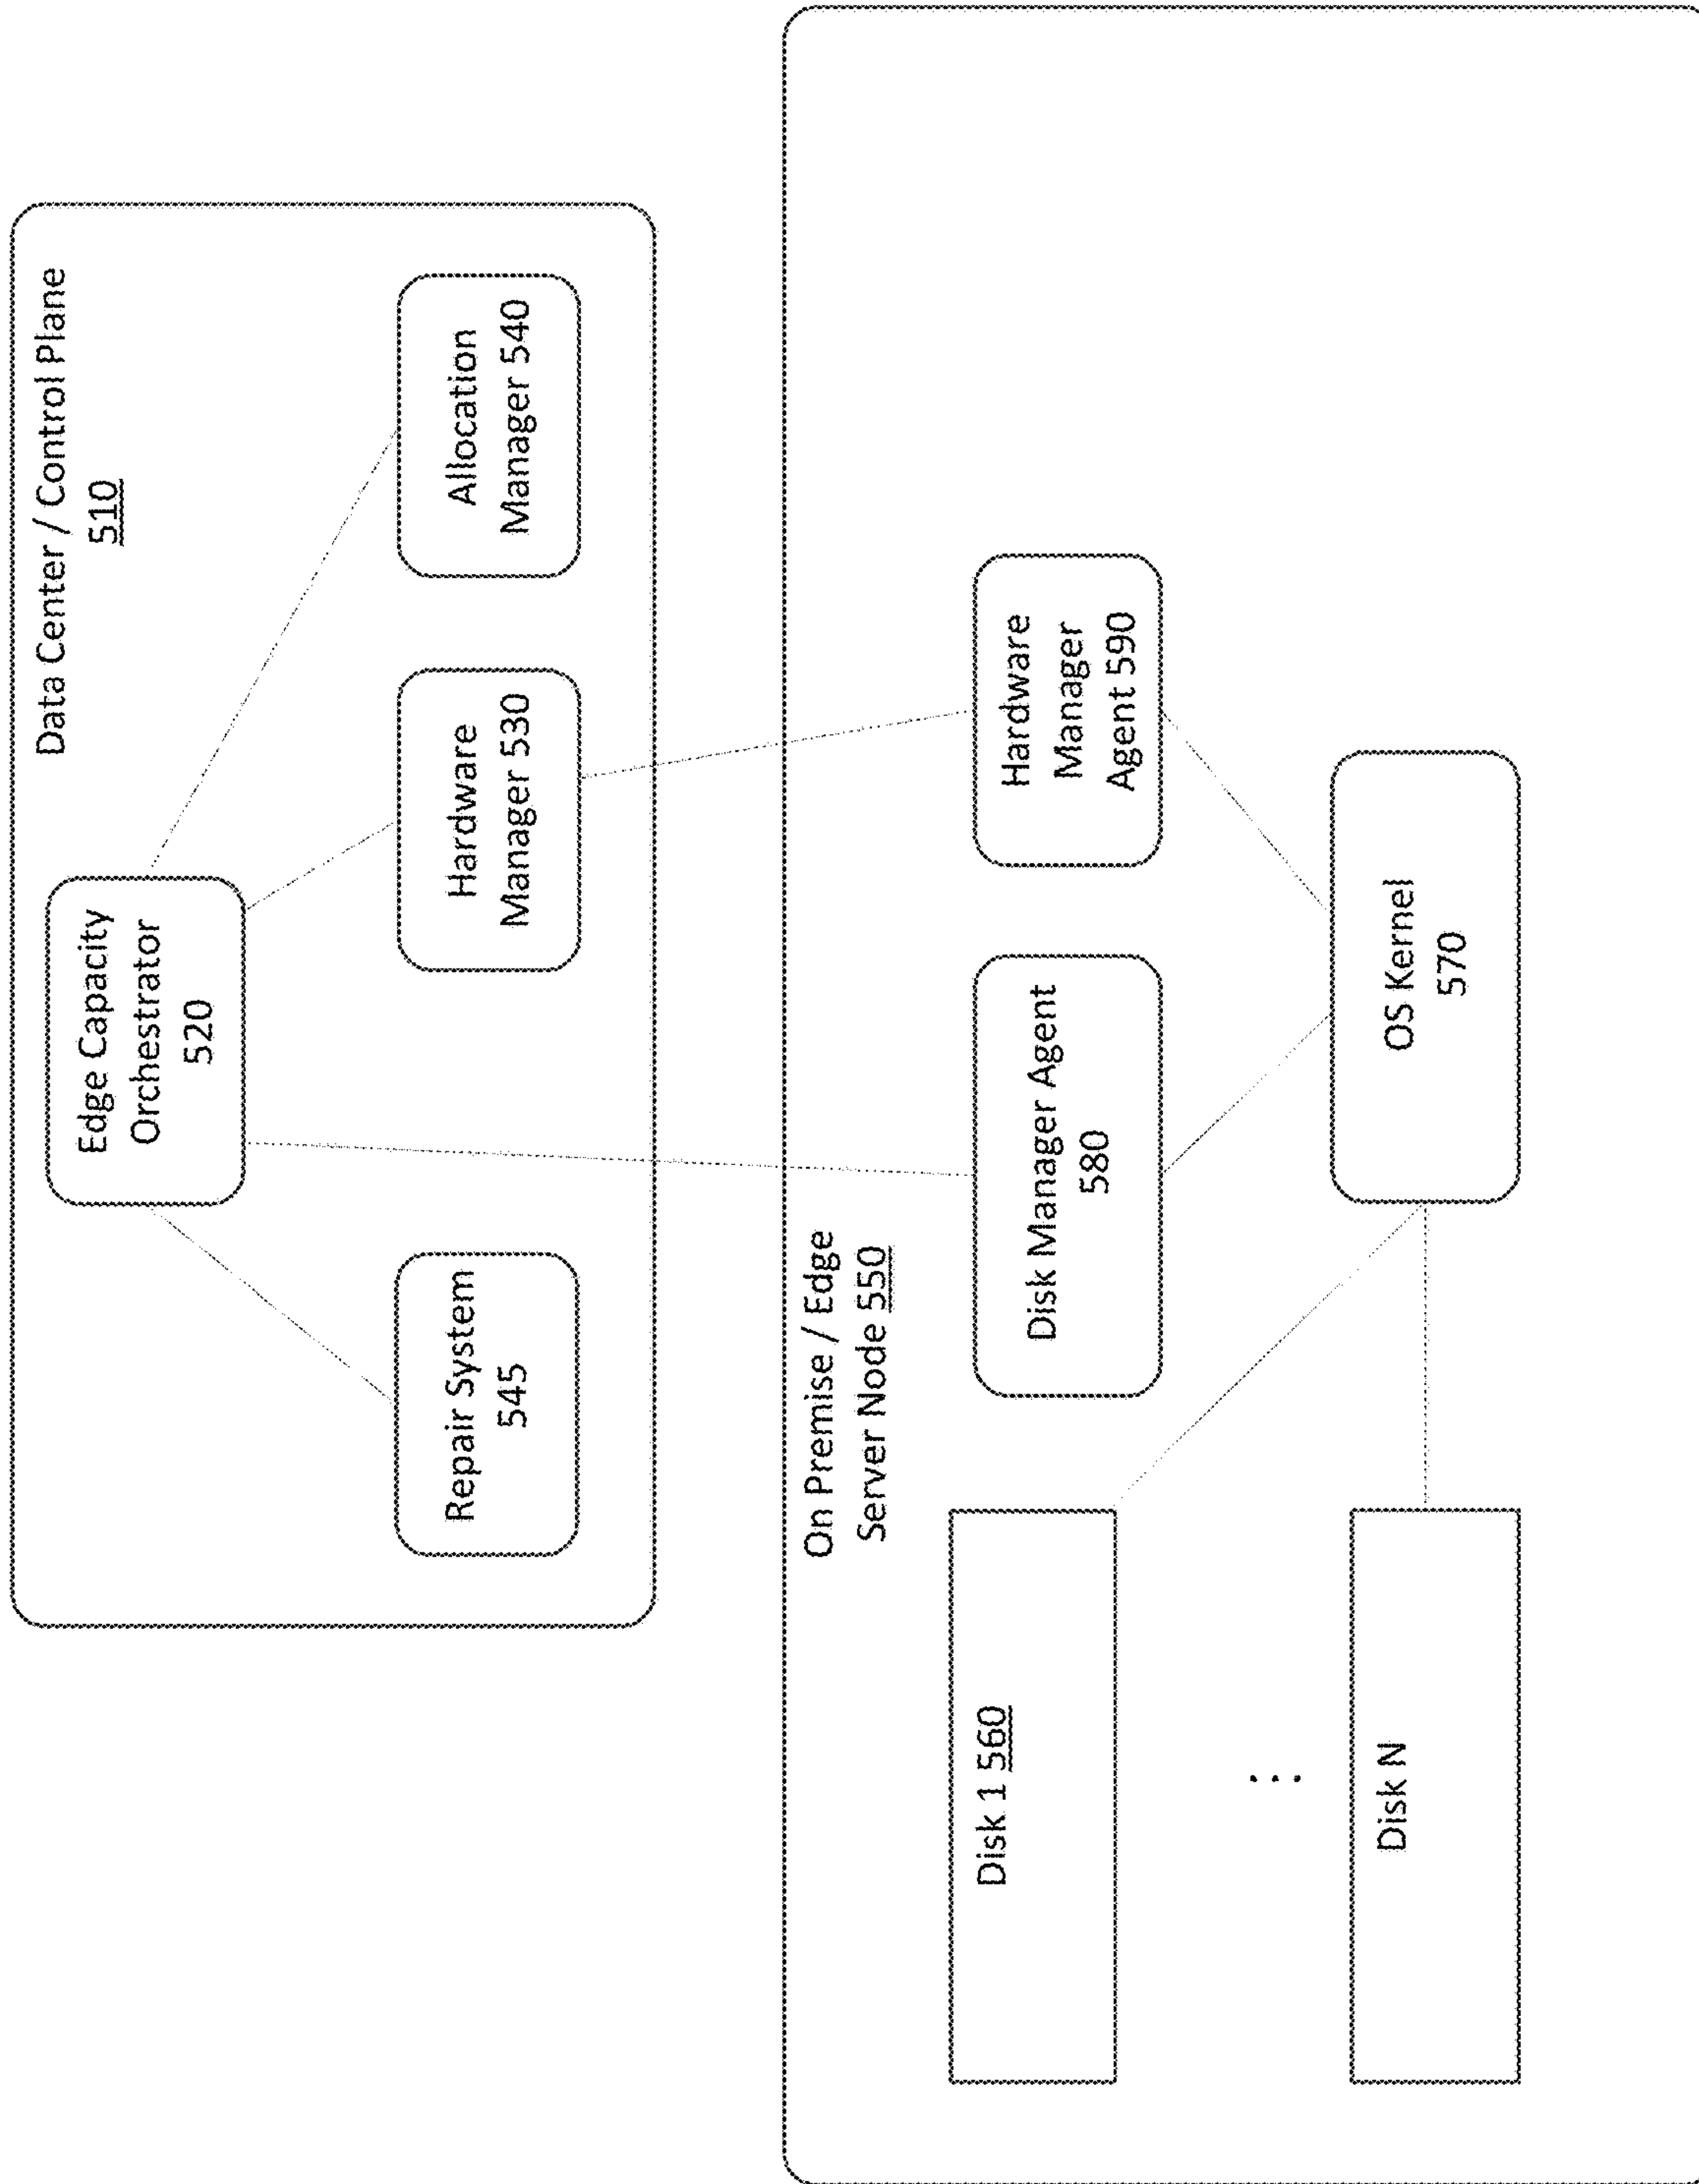 Data Center / Control Plane
510
Edge Capacity
Orchestrator
520
Repair System
545
Hardware
Manager 530
Allocation
Manager 540
On Premise / Edge
Server Node 550
Disk 1 560
...
Disk N
Disk Manager Agent
580
Hardware
Manager
Agent 590
OS Kernel
570